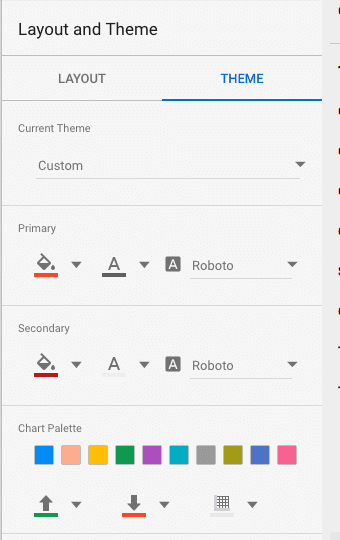 Layout and Theme
LAYOUT THEME
Current Theme
Custom
Primary
A A Roboto
Secondary
A A Roboto
Chart Palette